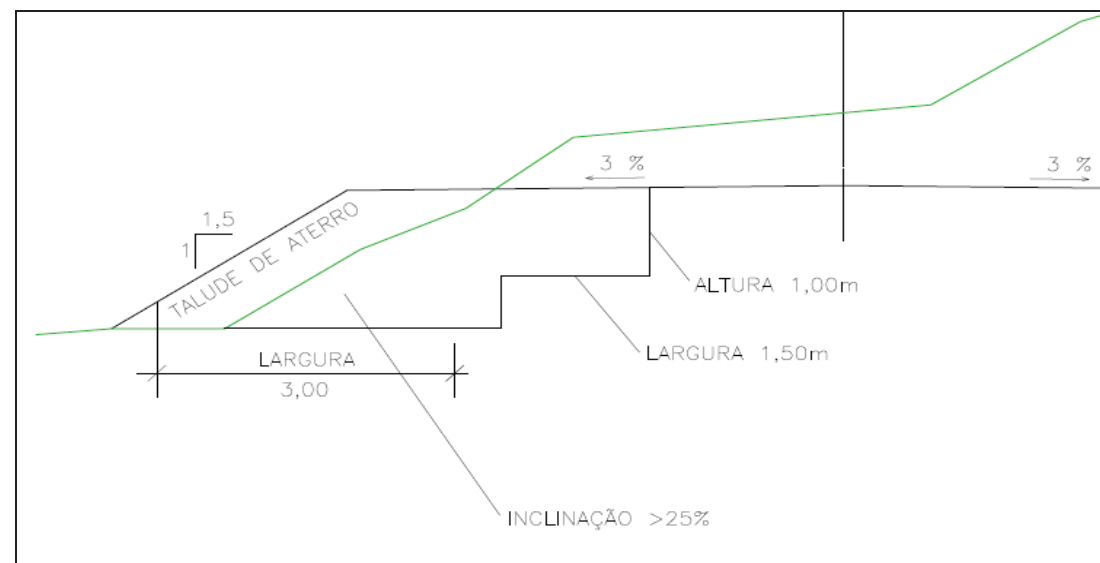 3 %
3 %
1,5
1
TALUDE DE ATERRO
ALTURA 1,00m
LARGURA 1,50m
LARGURA
3,00
INCLINAÇÃO >25%